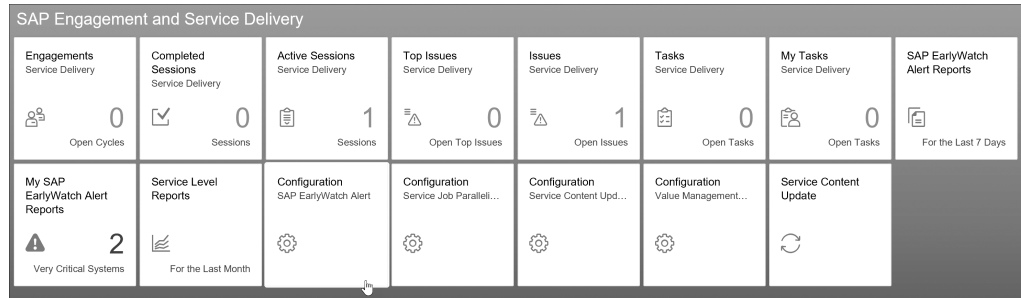 SAP Engagement and Service Delivery
Engagements
Service Delivery
0
Open Cycles
Completed
Sessions
Service Delivery
0
Sessions
Active Sessions
Service Delivery
1
Sessions
Top Issues
Service Delivery
0
Open Top Issues
Issues
Service Delivery
1
Open Issues
Tasks
Service Delivery
0
Open Tasks
My Tasks
Service Delivery
0
Open Tasks
SAP EarlyWatch
Alert Reports
For the Last 7 Days
My SAP
EarlyWatch Alert
Reports
2
Very Critical Systems
Service Level
Reports
For the Last Month
Configuration
SAP EarlyWatch Alert
Configuration
Service Job Paralleli...
Configuration
Service Content Upd...
Configuration
Value Management...
Service Content
Update